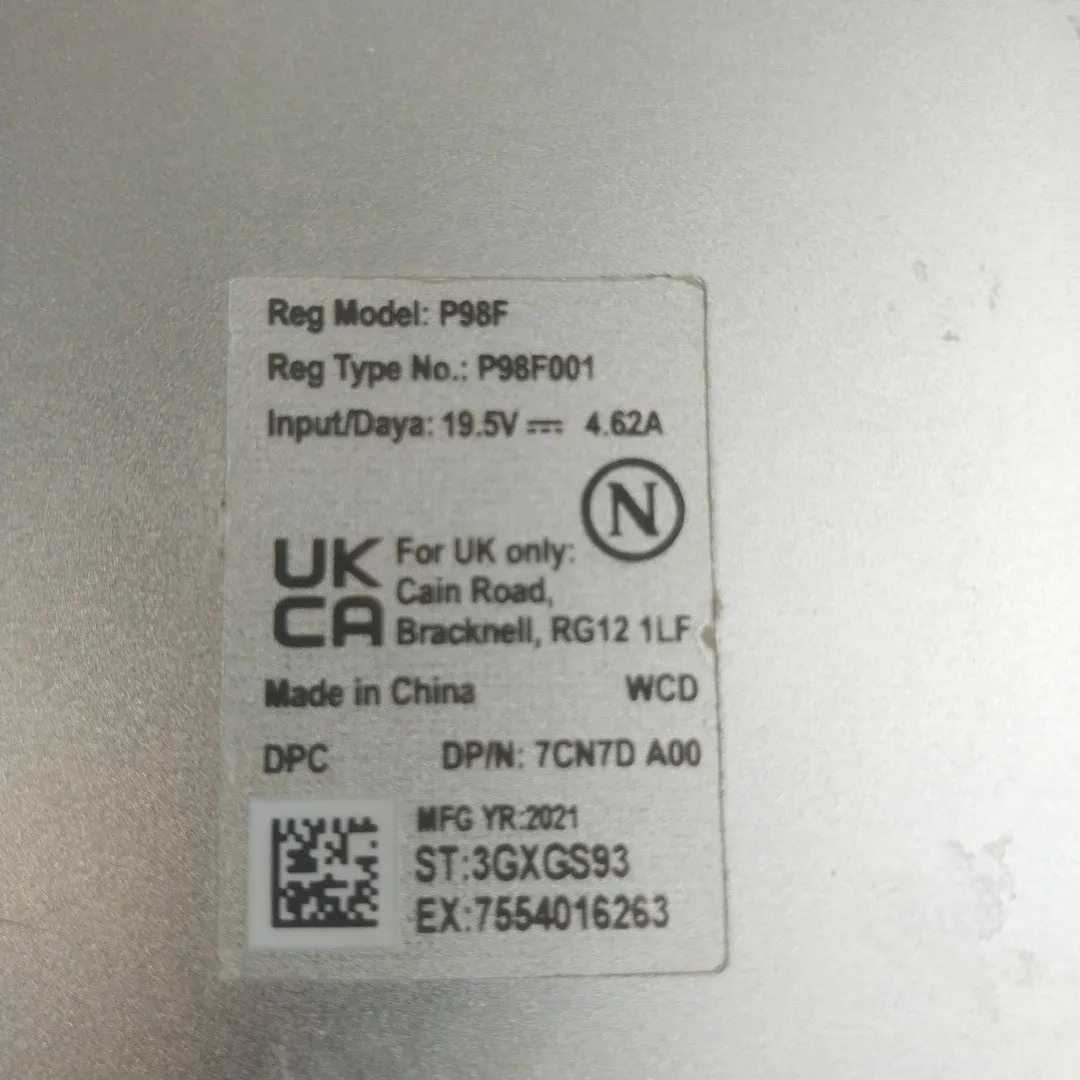 Reg Model: P98F
Reg Type No.: P98F001
Input/Daya: 19.5V ⎓ 4.62A
N
UK
CA
For UK only:
Cain Road,
Bracknell, RG12 1LF
Made in China WCD
DPC DP/N: 7CN7D A00
MFG YR:2021
ST:3GXGS93
EX:7554016263